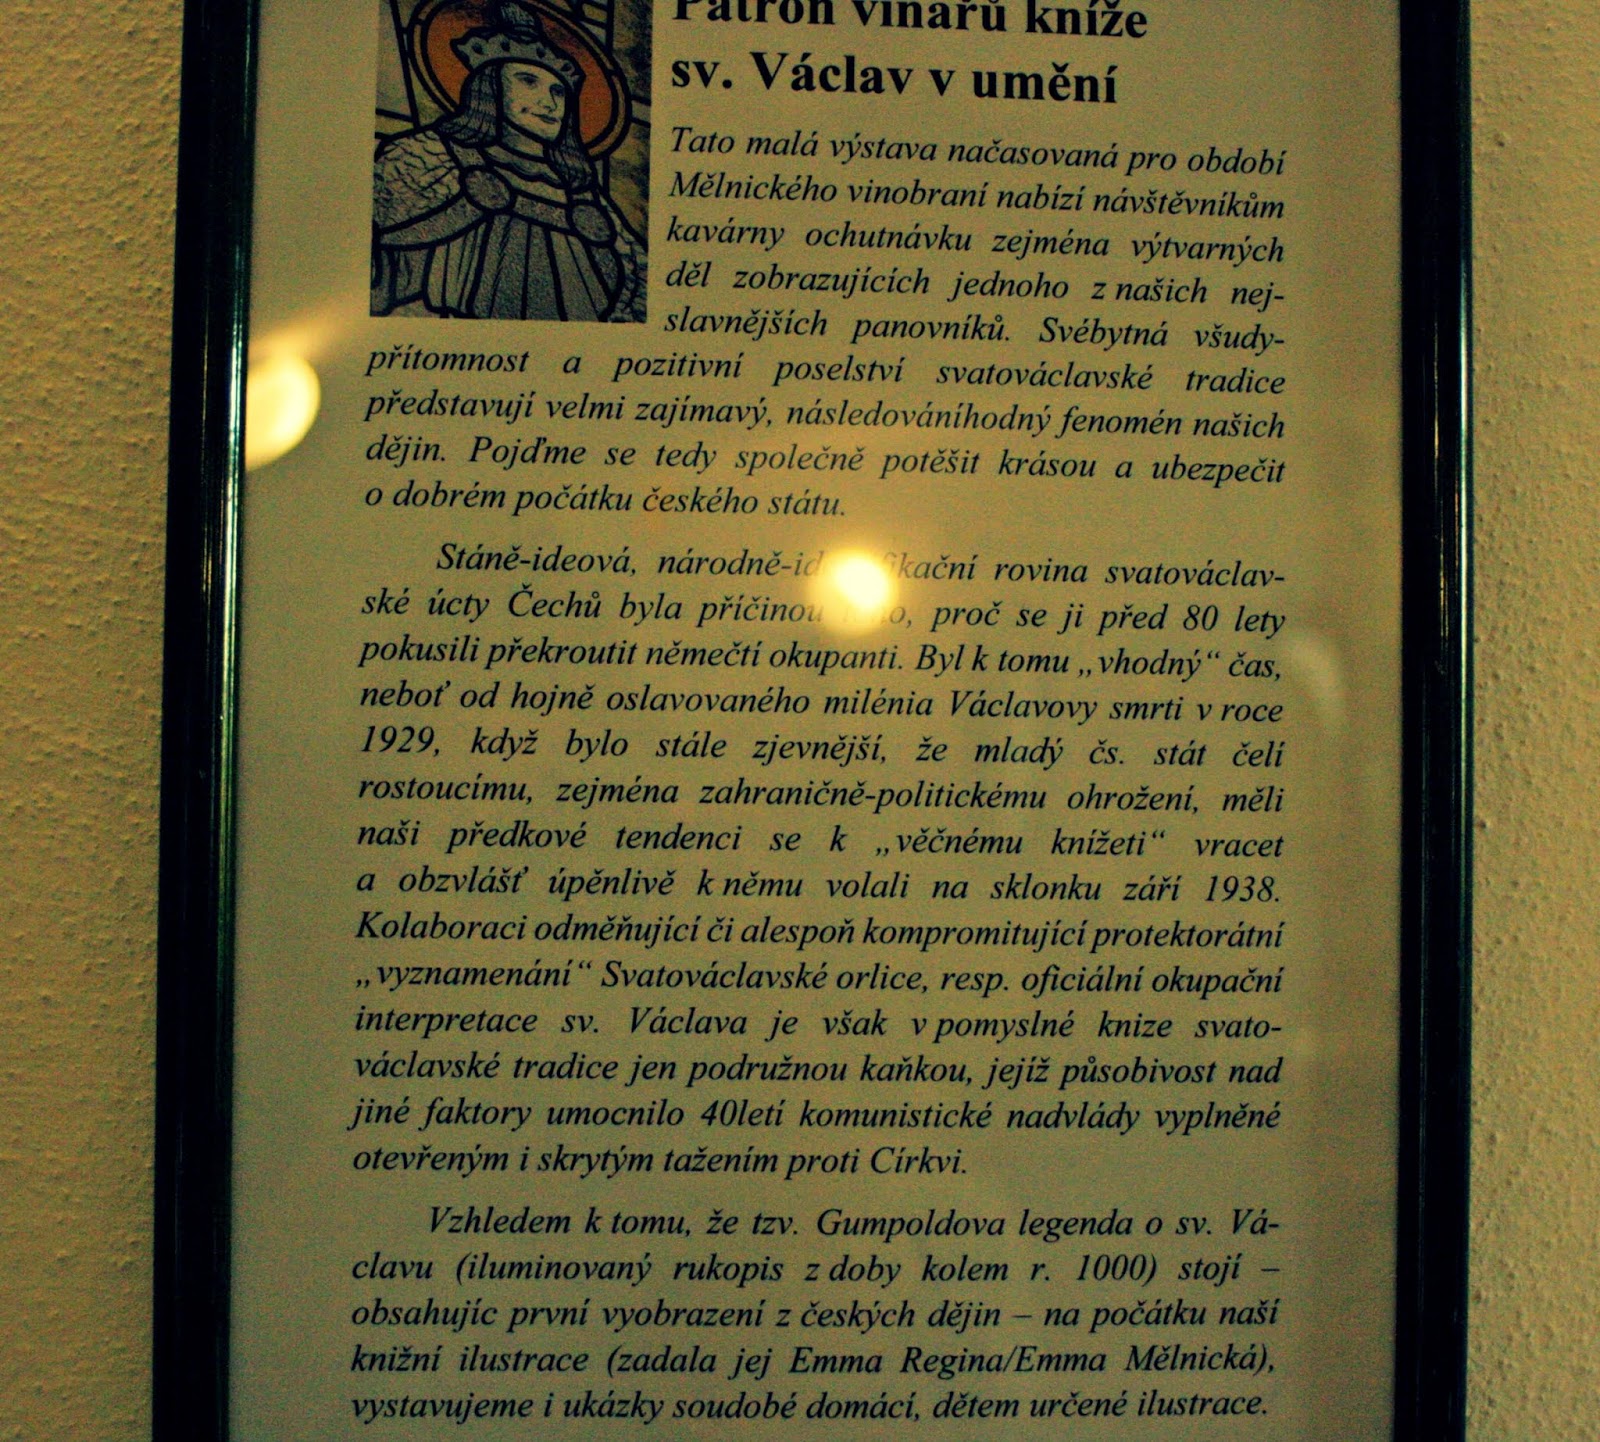 Patron vinařů kníže
sv. Václav v umění
Tato malá výstava načasovaná pro období
Mělnického vinobraní nabízí návštěvníkům
kavárny ochutnávku zejména výtvarných
děl zobrazujících jednoho z našich nej-
slavnějších panovníků. Svébytná všudy-
přítomnost a pozitivní poselství svatováclavské tradice
představují velmi zajímavý, následováníhodný fenomén našich
dějin. Pojďme se tedy společně potěšit krásou a ubezpečit
o dobrém počátku českého státu.
Stáně-ideová, národně-id fikační rovina svatováclav-
ské úcty Čechů byla příčinou proč se ji před 80 lety
pokusili překroutit němečtí okupanti. Byl k tomu „vhodný“ čas,
neboť od hojně oslavovaného milénia Václavovy smrti v roce
1929, když bylo stále zjevnější, že mladý čs. stát čelí
rostoucímu, zejména zahraničně-politickému ohrožení, měli
naši předkové tendenci se k „věčnému knížeti“ vracet
a obzvlášť úpěnlivě k němu volali na sklonku září 1938.
Kolaboraci odměňující či alespoň kompromitující protektorátní
„vyznamenání“ Svatováclavské orlice, resp. oficiální okupační
interpretace sv. Václava je však v pomyslné knize svato-
václavské tradice jen podružnou kaňkou, jejíž působivost nad
jiné faktory umocnilo 40letí komunistické nadvlády vyplněné
otevřeným i skrytým tažením proti Církvi.
Vzhledem k tomu, že tzv. Gumpoldova legenda o sv. Vá-
clavu (iluminovaný rukopis z doby kolem r. 1000) stojí –
obsahujíc první vyobrazení z českých dějin – na počátku naší
knižní ilustrace (zadala jej Emma Regina/Emma Mělnická),
vystavujeme i ukázky soudobé domácí, dětem určené ilustrace.